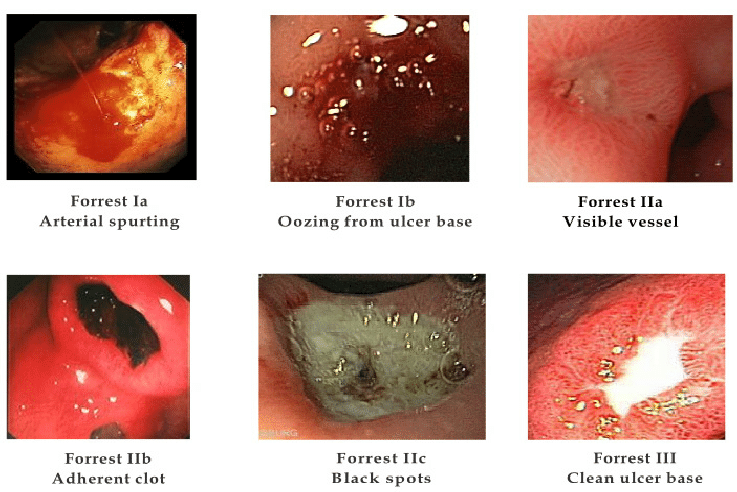 Forrest Ia
Arterial spurting
Forrest Ib
Oozing from ulcer base
Forrest IIa
Visible vessel
Forrest IIb
Adherent clot
Forrest IIc
Black spots
Forrest III
Clean ulcer base